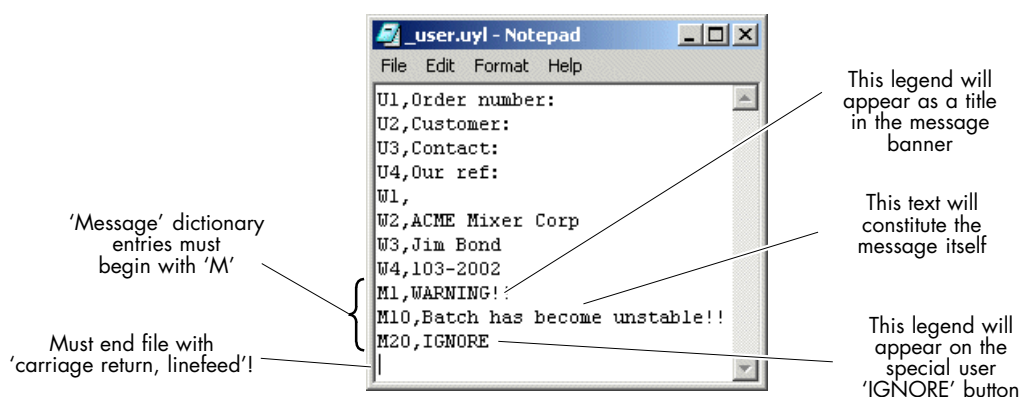 _user.uyl - Notepad
File Edit Format Help
U1,Order number:
U2,Customer:
U3,Contact:
U4,Our ref:
W1,
W2,ACME Mixer Corp
W3,Jim Bond
W4,103-2002
M1,WARNING!!
M10,Batch has become unstable!!
M20,IGNORE
'Message' dictionary
entries must
begin with 'M'
Must end file with
'carriage return, linefeed'!
This legend will
appear as a title
in the message
banner
This text will
constitute the
message itself
This legend will
appear on the
special user
'IGNORE' button